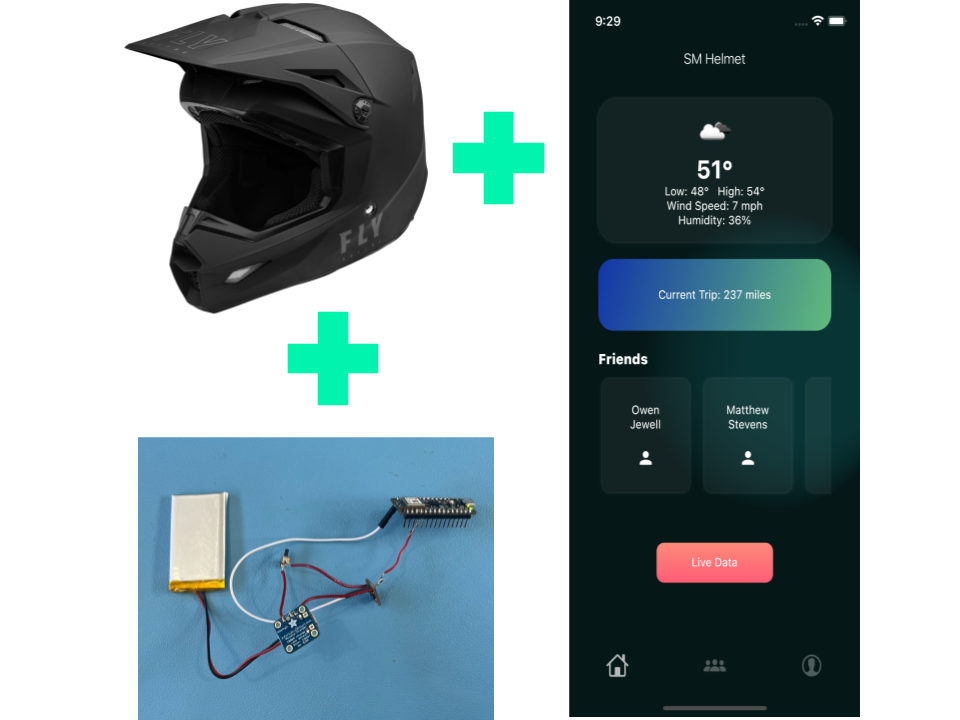 FLY
FLY
9:29
SM Helmet
51°
Low: 48° High: 54°
Wind Speed: 7 mph
Humidity: 36%
Current Trip: 237 miles
Friends
Owen
Jewell
Matthew
Stevens
Live Data